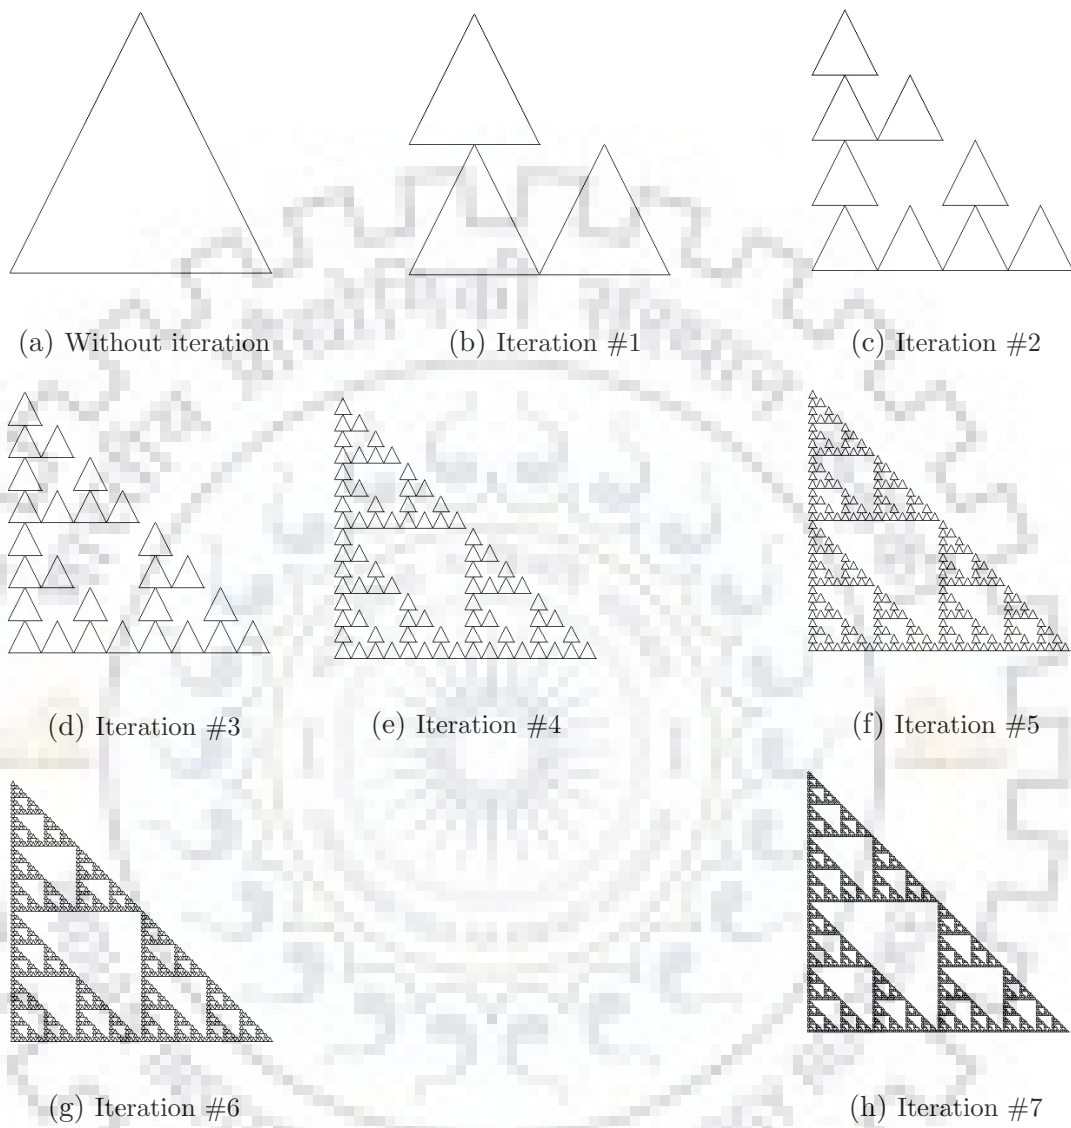 (a) Without iteration
(b) Iteration #1
(c) Iteration #2
(d) Iteration #3
(e) Iteration #4
(f) Iteration #5
(g) Iteration #6
(h) Iteration #7